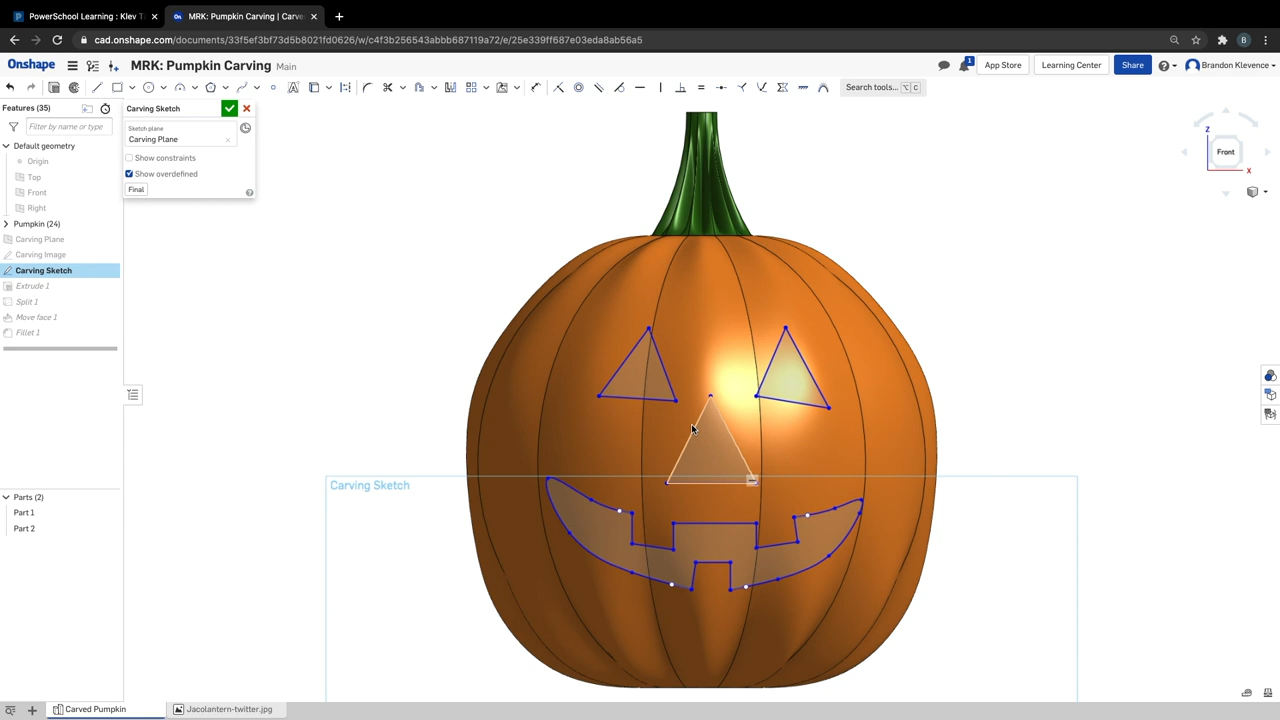 PowerSchool Learning : Klev T
MRK: Pumpkin Carving | Carve
cad.onshape.com/documents/33f5ef3bf73d5b8021fd0626/w/c4f3b256543abbb687119a72/e/25e339ff687e03eda8ab56a5
B
Onshape
MRK: Pumpkin Carving Main
1
App Store
Learning Center
Share
Brandon Klevence
Search tools... ⌥ C
Features (35)
Filter by name or type
Default geometry
Origin
Top
Front
Right
Pumpkin (24)
Carving Plane
Carving Image
Carving Sketch
Extrude 1
Split 1
Move face 1
Fillet 1
Parts (2)
Part 1
Part 2
Carving Sketch
Sketch plane
Carving Plane
Show constraints
Show overdefined
Final
Z
Front
X
Carving Sketch
Carved Pumpkin
Jacolantern-twitter.jpg